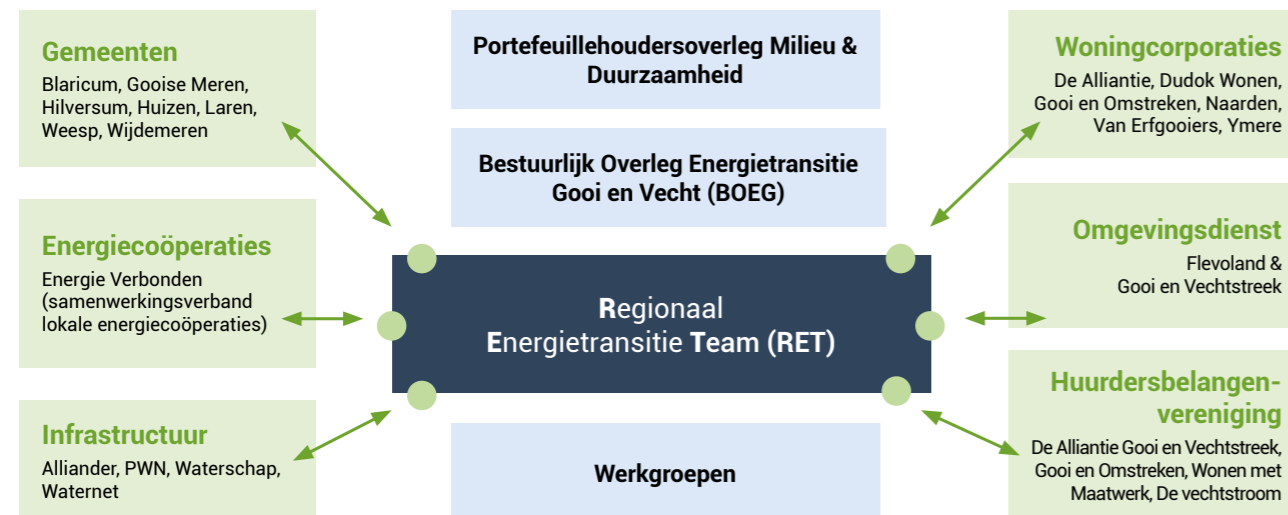 Gemeenten
Blaricum, Gooise Meren,
Hilversum, Huizen, Laren,
Weesp, Wijdemeren
Energiecoöperaties
Energie Verbonden
(samenwerkingsverband
lokale energiecoöperaties)
Infrastructuur
Alliander, PWN, Waterschap,
Waternet
Portefeuillehoudersoverleg Milieu &
Duurzaamheid
Bestuurlijk Overleg Energietransitie
Gooi en Vecht (BOEG)
Regionaal
Energietransitie Team (RET)
Werkgroepen
Woningcorporaties
De Alliantie, Dudok Wonen,
Gooi en Omstreken, Naarden,
Van Erfgooiers, Ymere
Omgevingsdienst
Flevoland &
Gooi en Vechtstreek
Huurdersbelangen-
vereniging
De Alliantie Gooi en Vechtstreek,
Gooi en Omstreken, Wonen met
Maatwerk, De vechtstroom